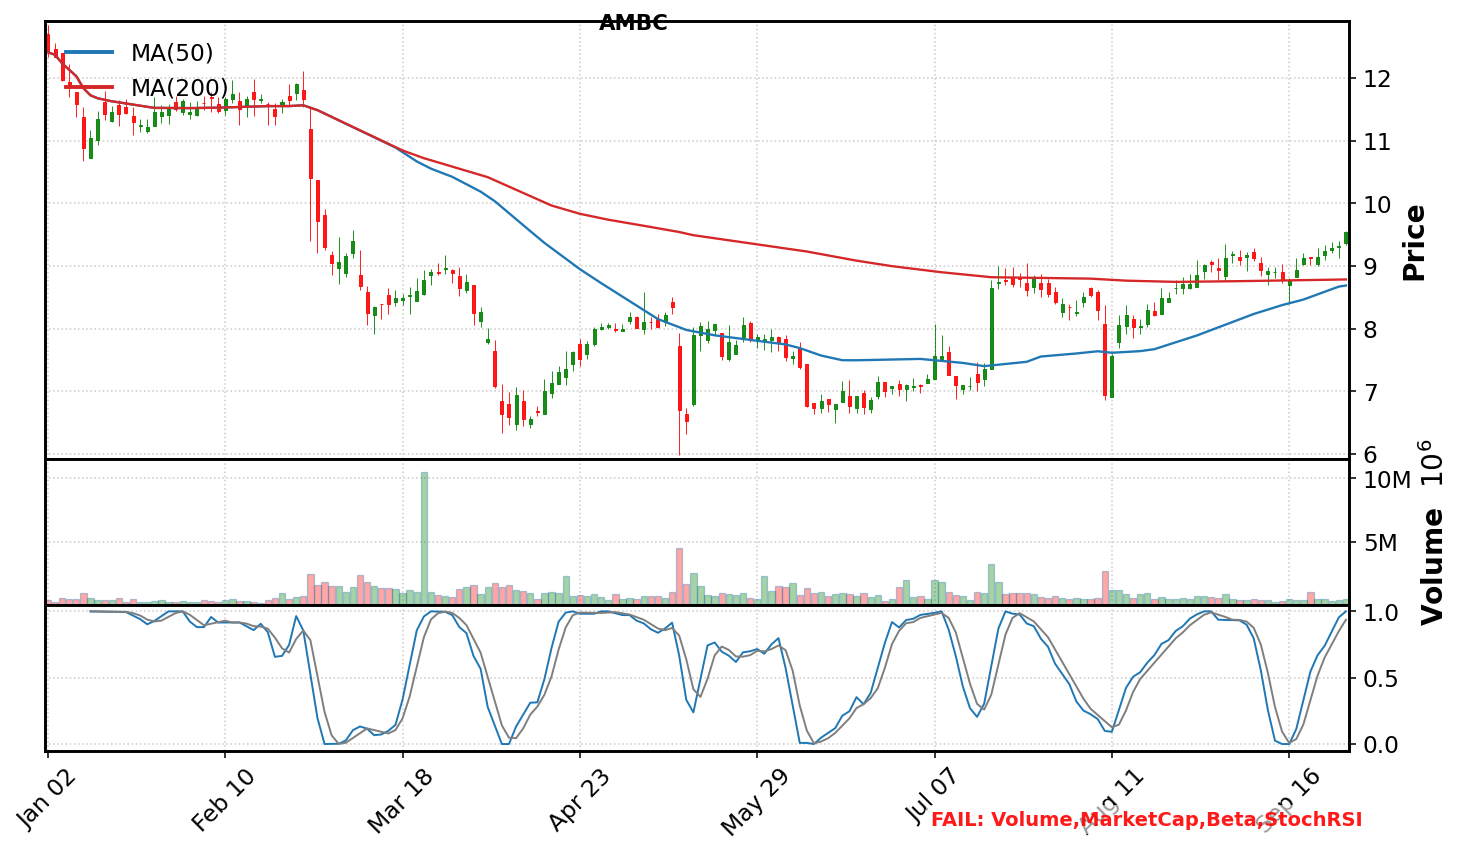 AMBC
MA(50)
MA(200)
12
11
10
9
8
7
6
Price
10M
5M
Volume 10^6
1.0
0.5
0.0
Jan 02
Feb 10
Mar 18
Apr 23
May 29
Jul 07
Aug 11
Sep 16
FAIL: Volume,MarketCap,Beta,StochRSI